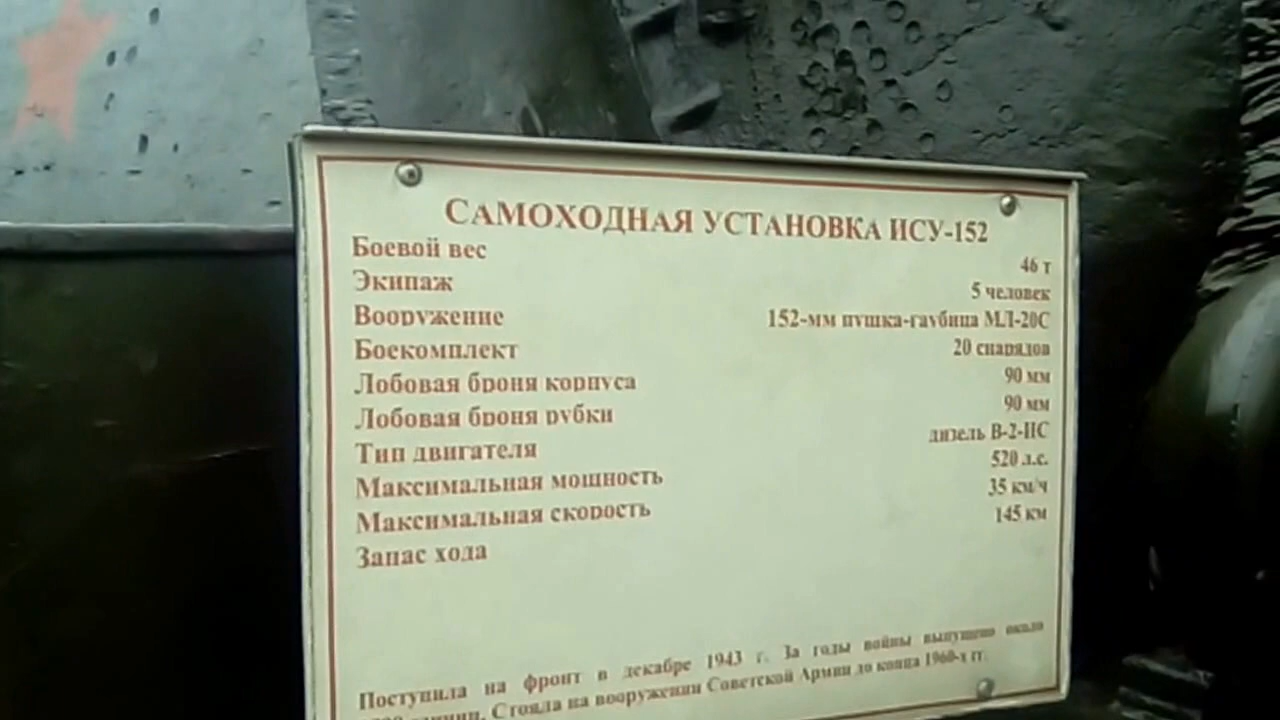 САМОХОДНАЯ УСТАНОВКА ИСУ-152
Боевой вес 46 т
Экипаж 5 человек
Вооружение 152-мм пушка-гаубица МЛ-20С
Боекомплект 20 снарядов
Лобовая броня корпуса 90 мм
Лобовая броня рубки 90 мм
Тип двигателя дизель В-2-ИС
Максимальная мощность 520 л.с.
Максимальная скорость 35 км/ч
Запас хода 145 км
Поступила на фронт в декабре 1943 г. За годы войны выпущено около
Стояла на вооружении Советской Армии до конца 1960-х гг.